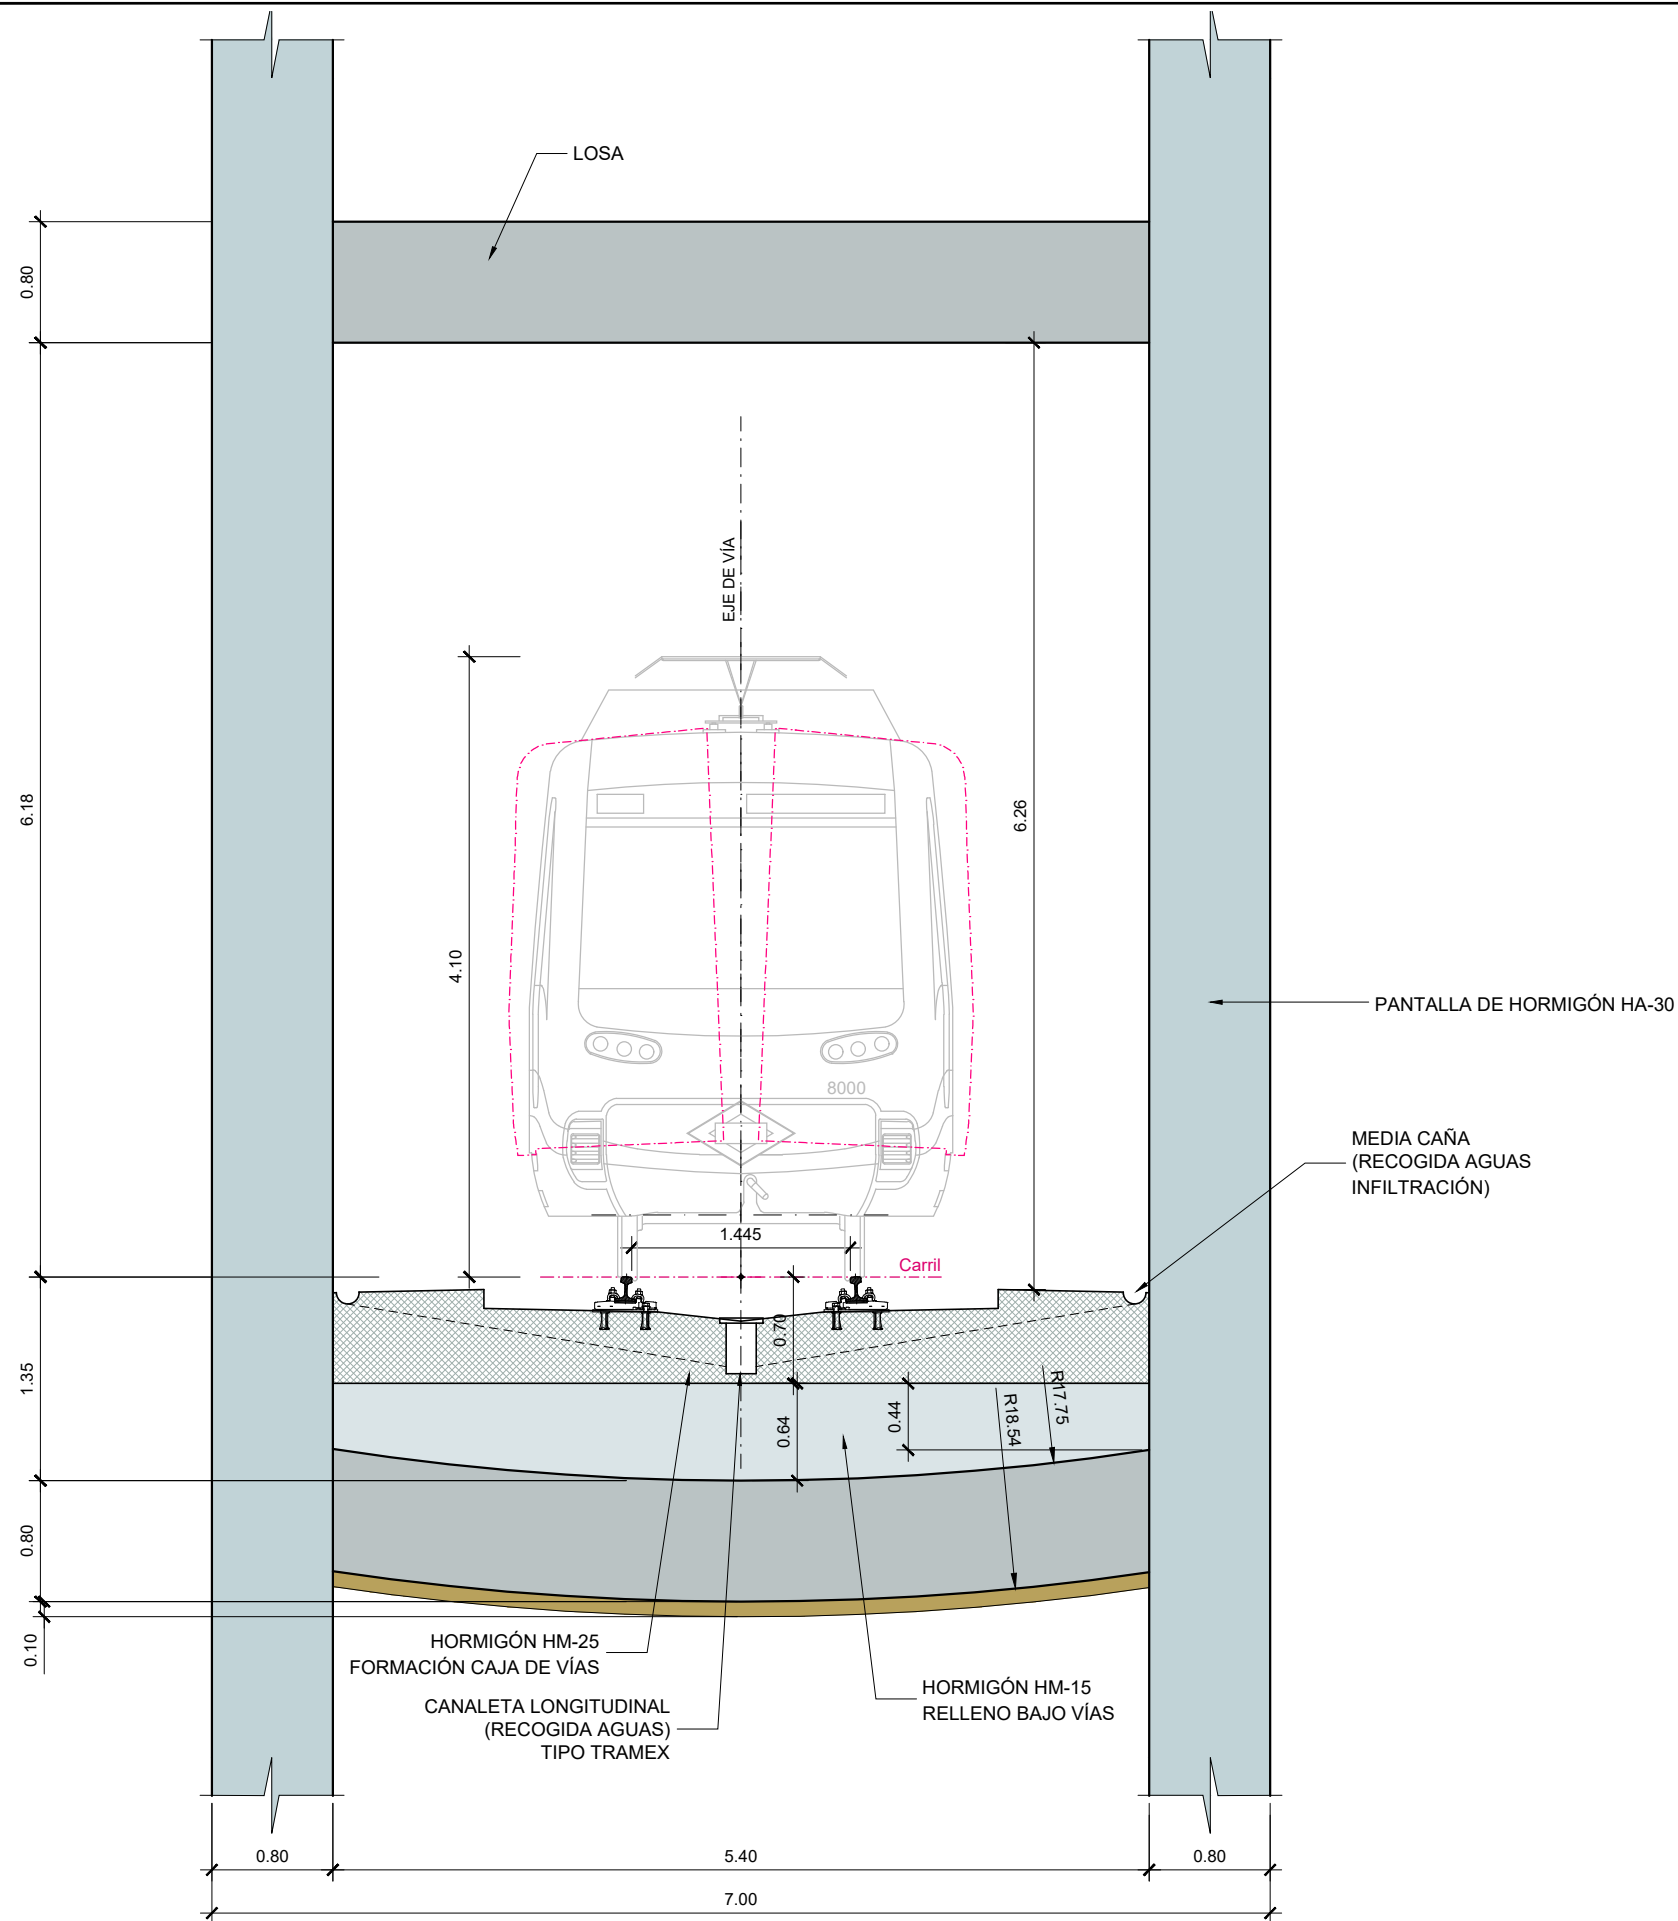 LOSA
0.80
EJE DE VÍA
6.18
6.26
4.10
PANTALLA DE HORMIGÓN HA-30
8000
MEDIA CAÑA
(RECOGIDA AGUAS
INFILTRACIÓN)
1.445
Carril
0.70
1.35
R17.75
R18.54
0.44
0.64
0.80
0.10
HORMIGÓN HM-25
FORMACIÓN CAJA DE VÍAS
HORMIGÓN HM-15
RELLENO BAJO VÍAS
CANALETA LONGITUDINAL
(RECOGIDA AGUAS)
TIPO TRAMEX
0.80
5.40
0.80
7.00